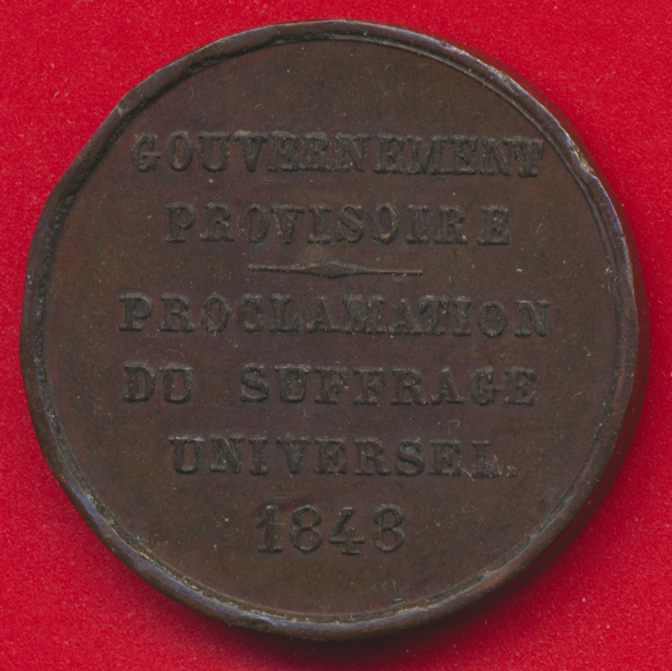 GOUVERNEMENT
PROVISOIRE
PROCLAMATION
DU SUFFRAGE
UNIVERSEL.
1848